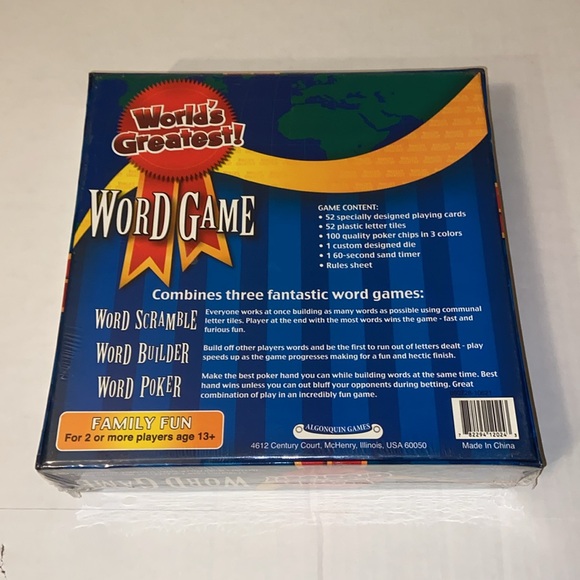 World's
Greatest!
WORD GAME
GAME CONTENT:
• 52 specially designed playing cards
• 52 plastic letter tiles
• 100 quality poker chips in 3 colors
• 1 custom designed die
• 1 60-second sand timer
• Rules sheet
Combines three fantastic word games:
WORD SCRAMBLE
Everyone works at once building as many words as possible using communal
letter tiles. Player at the end with the most words wins the game - fast and
furious fun.
WORD BUILDER
Build off other players words and be the first to run out of letters dealt - play
speeds up as the game progresses making for a fun and hectic finish.
WORD POKER
Make the best poker hand you can while building words at the same time. Best
hand wins unless you can out bluff your opponents during betting. Great
combination of play in an incredibly fun game.
FAMILY FUN
For 2 or more players age 13+
ALGONQUIN GAMES
4612 Century Court, McHenry, Illinois, USA 60050
7 82294 12024 3
Made In China
WORD GAME